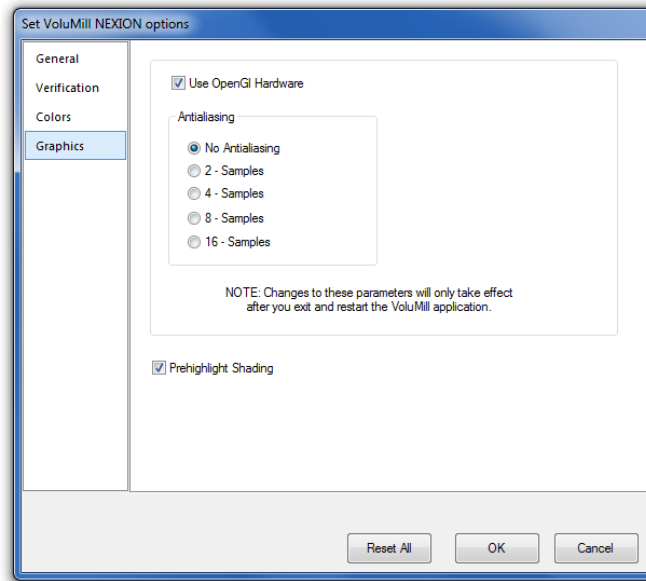 Set VoluMill NEXION options
General
Verification
Colors
Graphics
Use OpenGl Hardware
Antialiasing
No Antialiasing
2 - Samples
4 - Samples
8 - Samples
16 - Samples
NOTE: Changes to these parameters will only take effect
after you exit and restart the VoluMill application.
Prehighlight Shading
Reset All
OK
Cancel